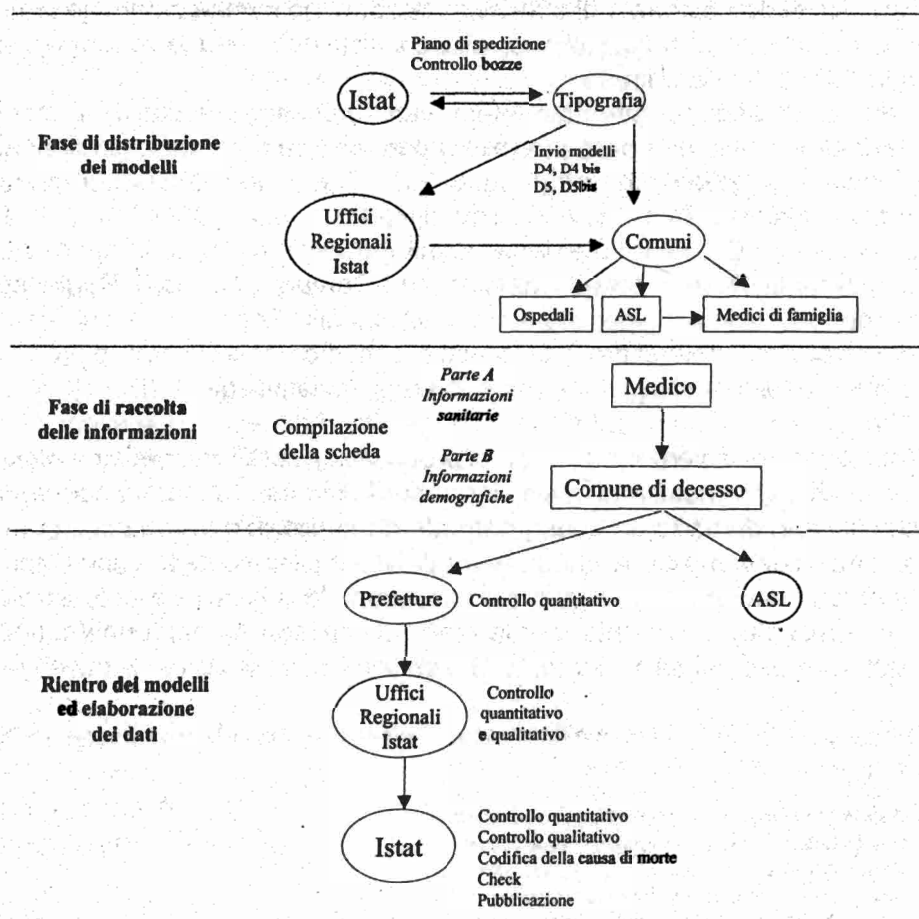 Piano di spedizione
Controllo bozze
Istat
Tipografia
Fase di distribuzione
dei modelli
Invio modelli
D4, D4 bis
D5, D5bis
Uffici
Regionali
Istat
Comuni
Ospedali
ASL
Medici di famiglia
Parte A
Informazioni
sanitarie
Medico
Fase di raccolta
delle informazioni
Compilazione
della scheda
Parte B
Informazioni
demografiche
Comune di decesso
Prefetture
Controllo quantitativo
ASL
Rientro dei modelli
ed elaborazione
dei dati
Uffici
Regionali
Istat
Controllo
quantitativo
e qualitativo
Istat
Controllo quantitativo
Controllo qualitativo
Codifica della causa di morte
Check
Pubblicazione